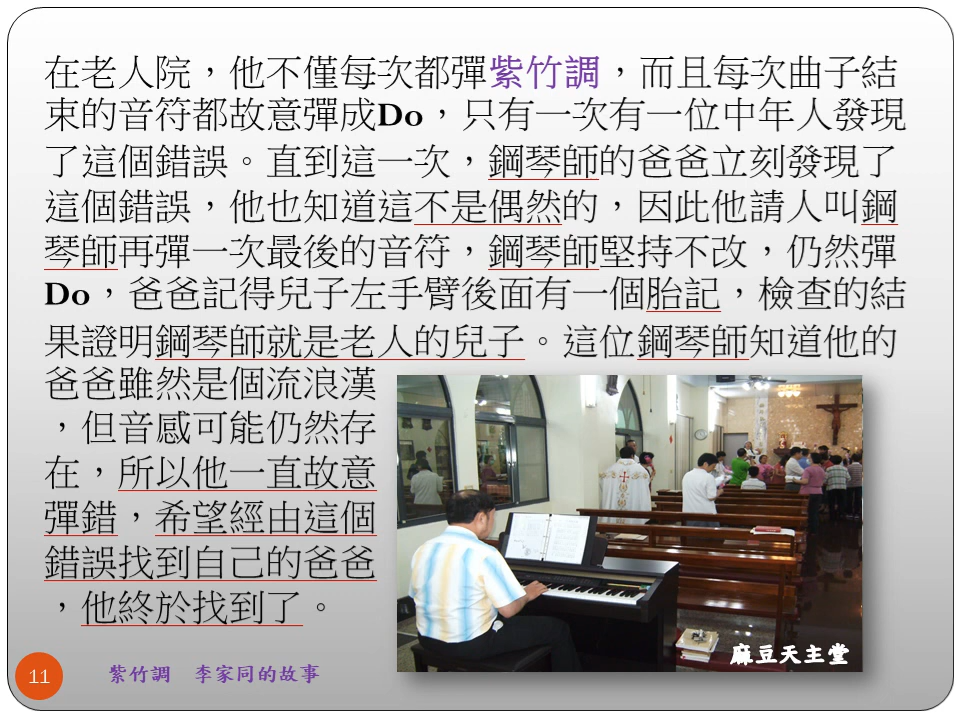 在老人院，他不僅每次都彈紫竹調，而且每次曲子結
束的音符都故意彈成Do，只有一次有一位中年人發現
了這個錯誤。直到這一次，鋼琴師的爸爸立刻發現了
這個錯誤，他也知道這不是偶然的，因此他請人叫鋼
琴師再彈一次最後的音符，鋼琴師堅持不改，仍然彈
Do，爸爸記得兒子左手臂後面有一個胎記，檢查的結
果證明鋼琴師就是老人的兒子。這位鋼琴師知道他的
爸爸雖然是個流浪漢
，但音感可能仍然存
在，所以他一直故意
彈錯，希望經由這個
錯誤找到自己的爸爸
，他終於找到了。
麻豆天主堂
11
紫竹調　李家同的故事